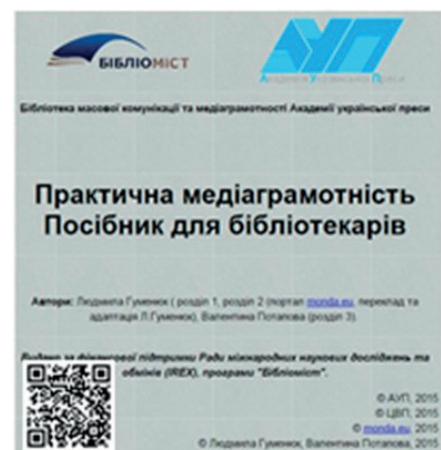 БІБЛІОМІСТ
АУП
Академія Української Преси
Бібліотека масової комунікації та медіаграмотності Академії української преси
Практична медіаграмотність
Посібник для бібліотекарів
Автори: Людмила Гуменюк ( розділ 1, розділ 2 (портал monda.eu, переклад та
адаптація Л.Гуменюк), Валентина Потапова (розділ 3).
Видано за фінансової підтримки Ради міжнародних наукових досліджень та
обмінів (IREX), програми "Бібліоміст".
© АУП, 2015
© ЦВП, 2015
© monda.eu, 2015
© Людмила Гуменюк, Валентина Потапова, 2015